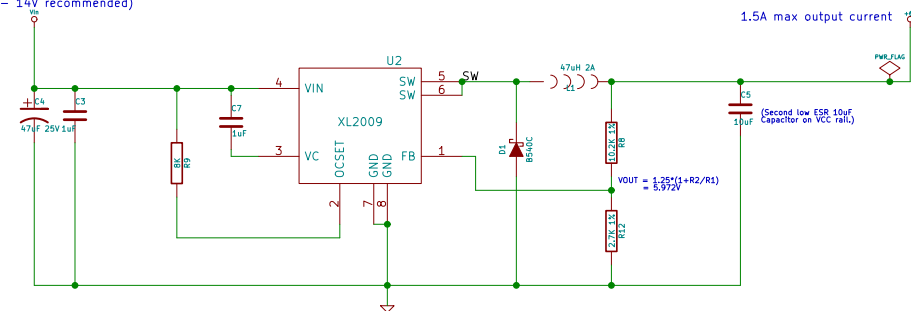 - 14V recommended)
Vin
1.5A max output current
+6
PWR_FLAG
U2
47uH 2A
L1
SW
4
VIN
SW
5
SW
6
C4
C3
C7
C5
(Second low ESR 10uF
Capacitor on VCC rail.)
47uF 25V
1uF
1uF
10uF
XL2009
8K
R9
3
VC
OCSET
GND
GND
FB
1
D1
B540C
10.2K 1%
R8
VOUT = 1.25*(1+R2/R1)
= 5.972V
2
7
8
2.7K 1%
R12